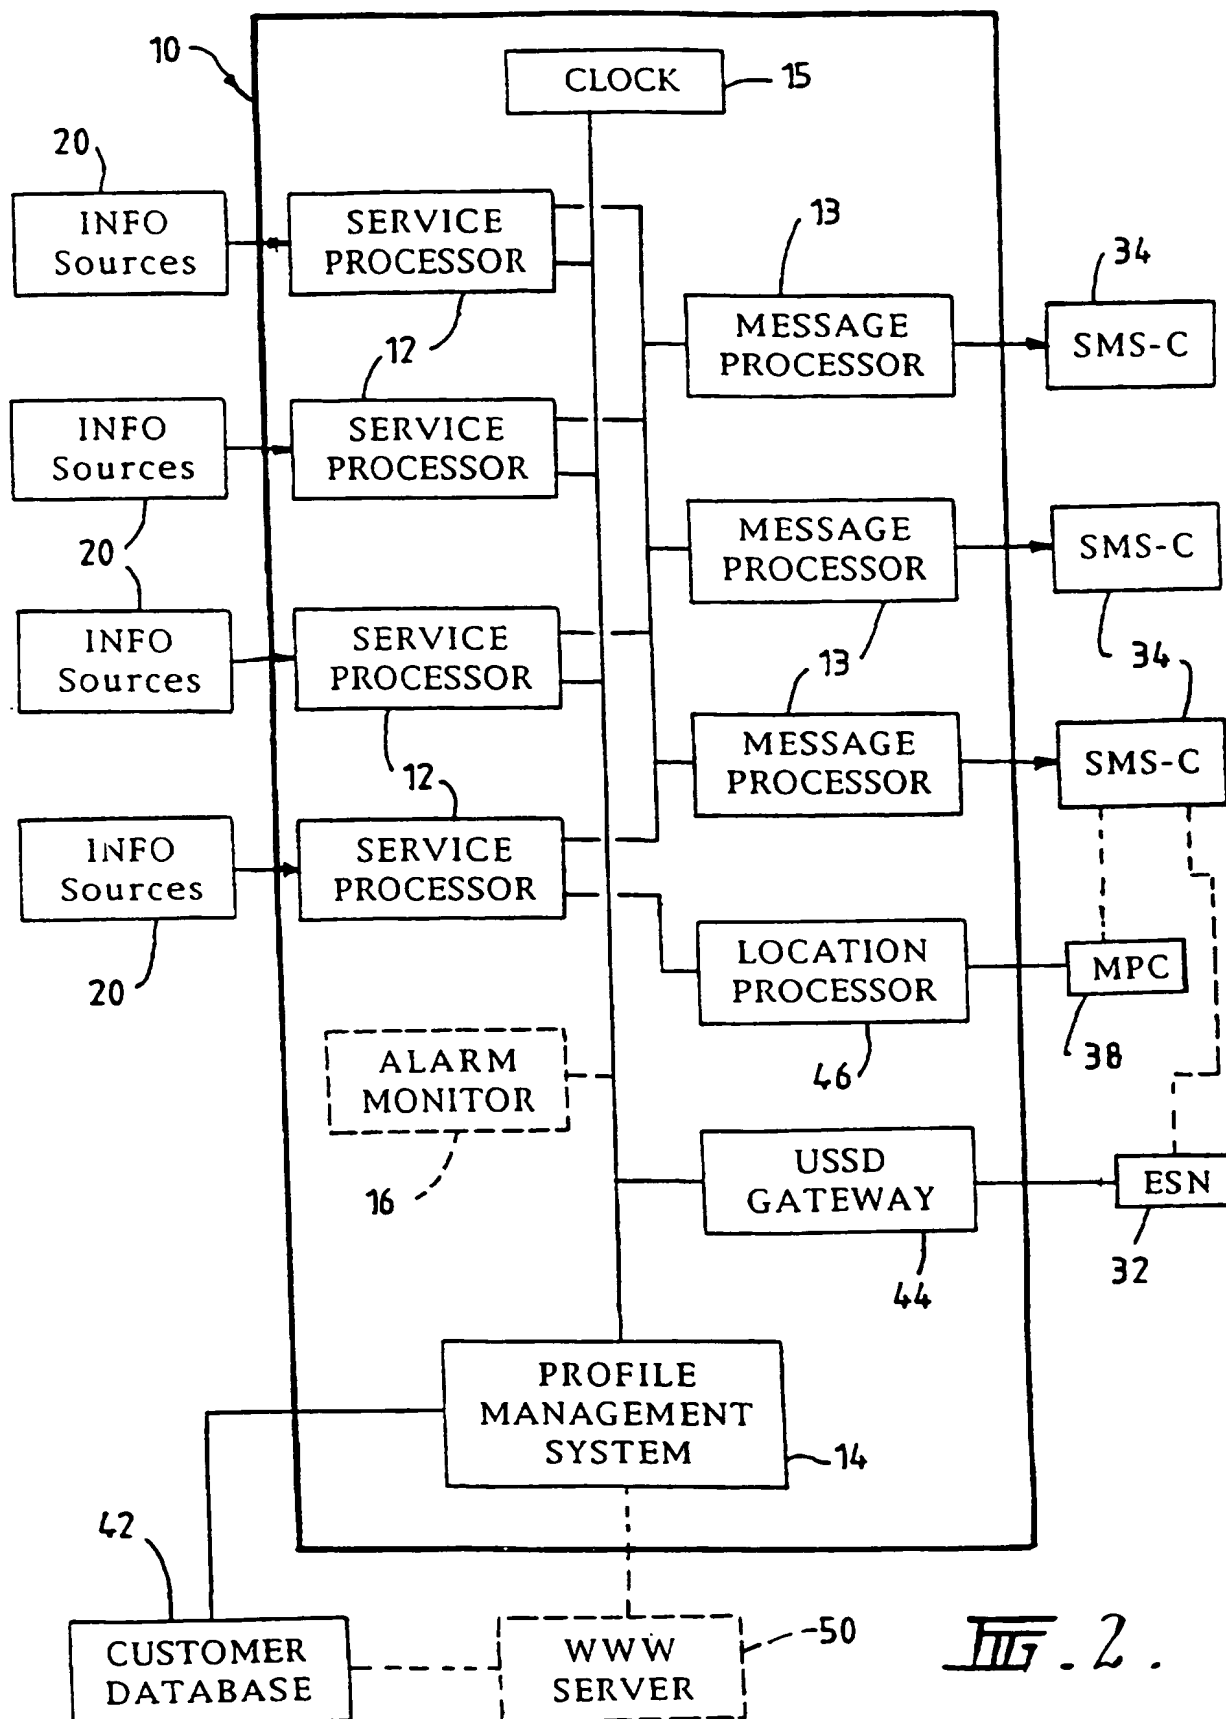 10
CLOCK
15
20
INFO
Sources
SERVICE
PROCESSOR
13
34
12
MESSAGE
PROCESSOR
SMS-C
INFO
Sources
SERVICE
PROCESSOR
20
MESSAGE
PROCESSOR
SMS-C
INFO
Sources
SERVICE
PROCESSOR
13
34
12
MESSAGE
PROCESSOR
SMS-C
INFO
Sources
SERVICE
PROCESSOR
20
LOCATION
PROCESSOR
MPC
46
38
ALARM
MONITOR
16
USSD
GATEWAY
ESN
44
32
PROFILE
MANAGEMENT
SYSTEM
14
42
CUSTOMER
DATABASE
WWW
SERVER
50
FIG. 2.